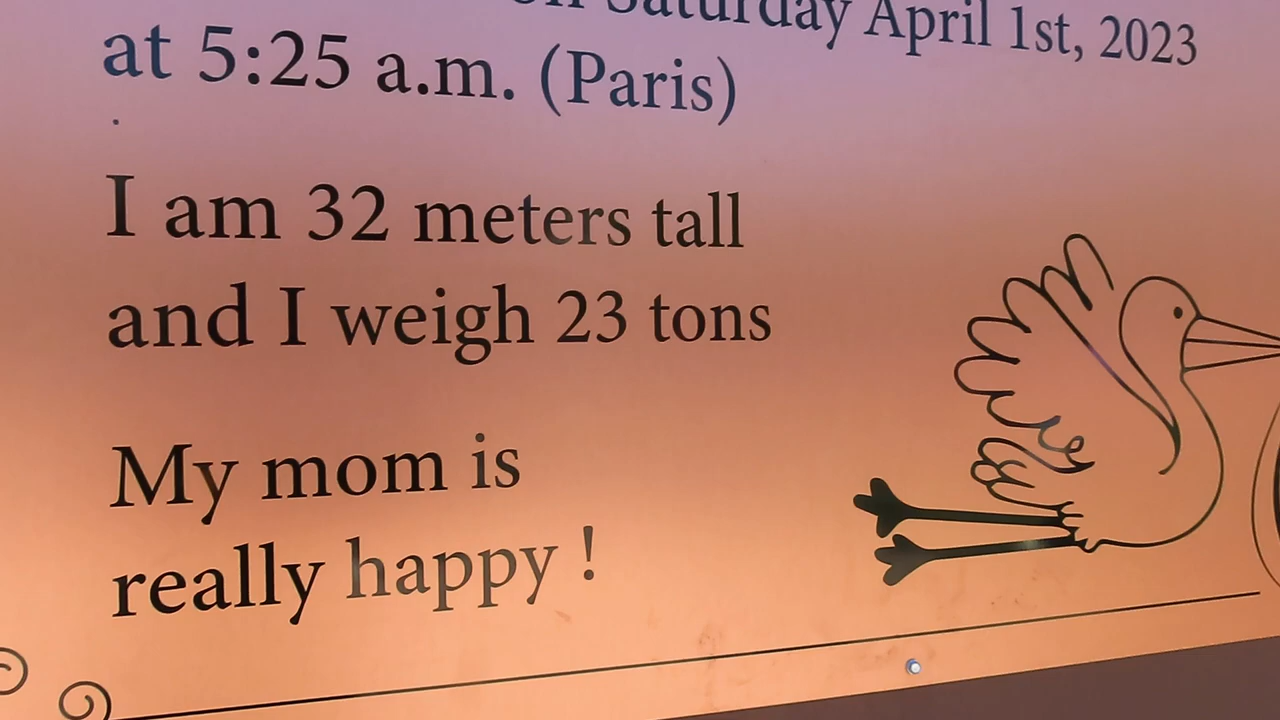 on Saturday April 1st, 2023
at 5:25 a.m. (Paris)
I am 32 meters tall
and I weigh 23 tons
My mom is
really happy !